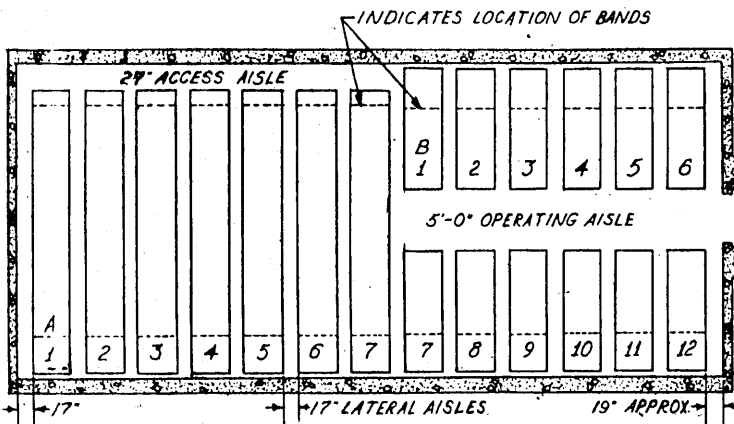 INDICATES LOCATION OF BANDS
24" ACCESS AISLE
B
1 2 3 4 5 6
5'-0" OPERATING AISLE
A
1 2 3 4 5 6 7 7 8 9 10 11 12
17" 17" LATERAL AISLES 19" APPROX.